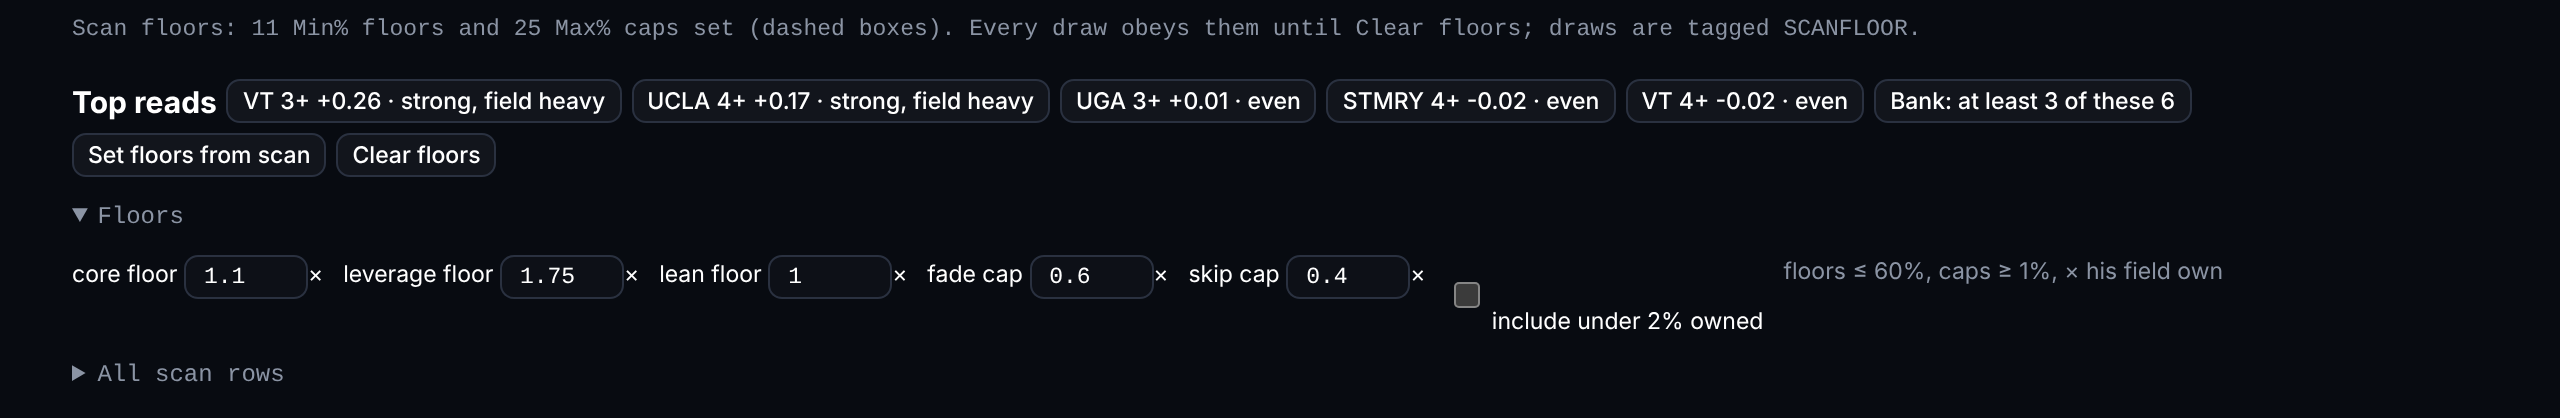 Scan floors: 11 Min% floors and 25 Max% caps set (dashed boxes). Every draw obeys them until Clear floors; draws are tagged SCANFLOOR.
Top reads VT 3+ +0.26 · strong, field heavy UCLA 4+ +0.17 · strong, field heavy UGA 3+ +0.01 · even STMRY 4+ -0.02 · even VT 4+ -0.02 · even Bank: at least 3 of these 6
Set floors from scan Clear floors
▼ Floors
core floor 1.1 × leverage floor 1.75 × lean floor 1 × fade cap 0.6 × skip cap 0.4 × floors ≤ 60%, caps ≥ 1%, × his field own
include under 2% owned
▶ All scan rows